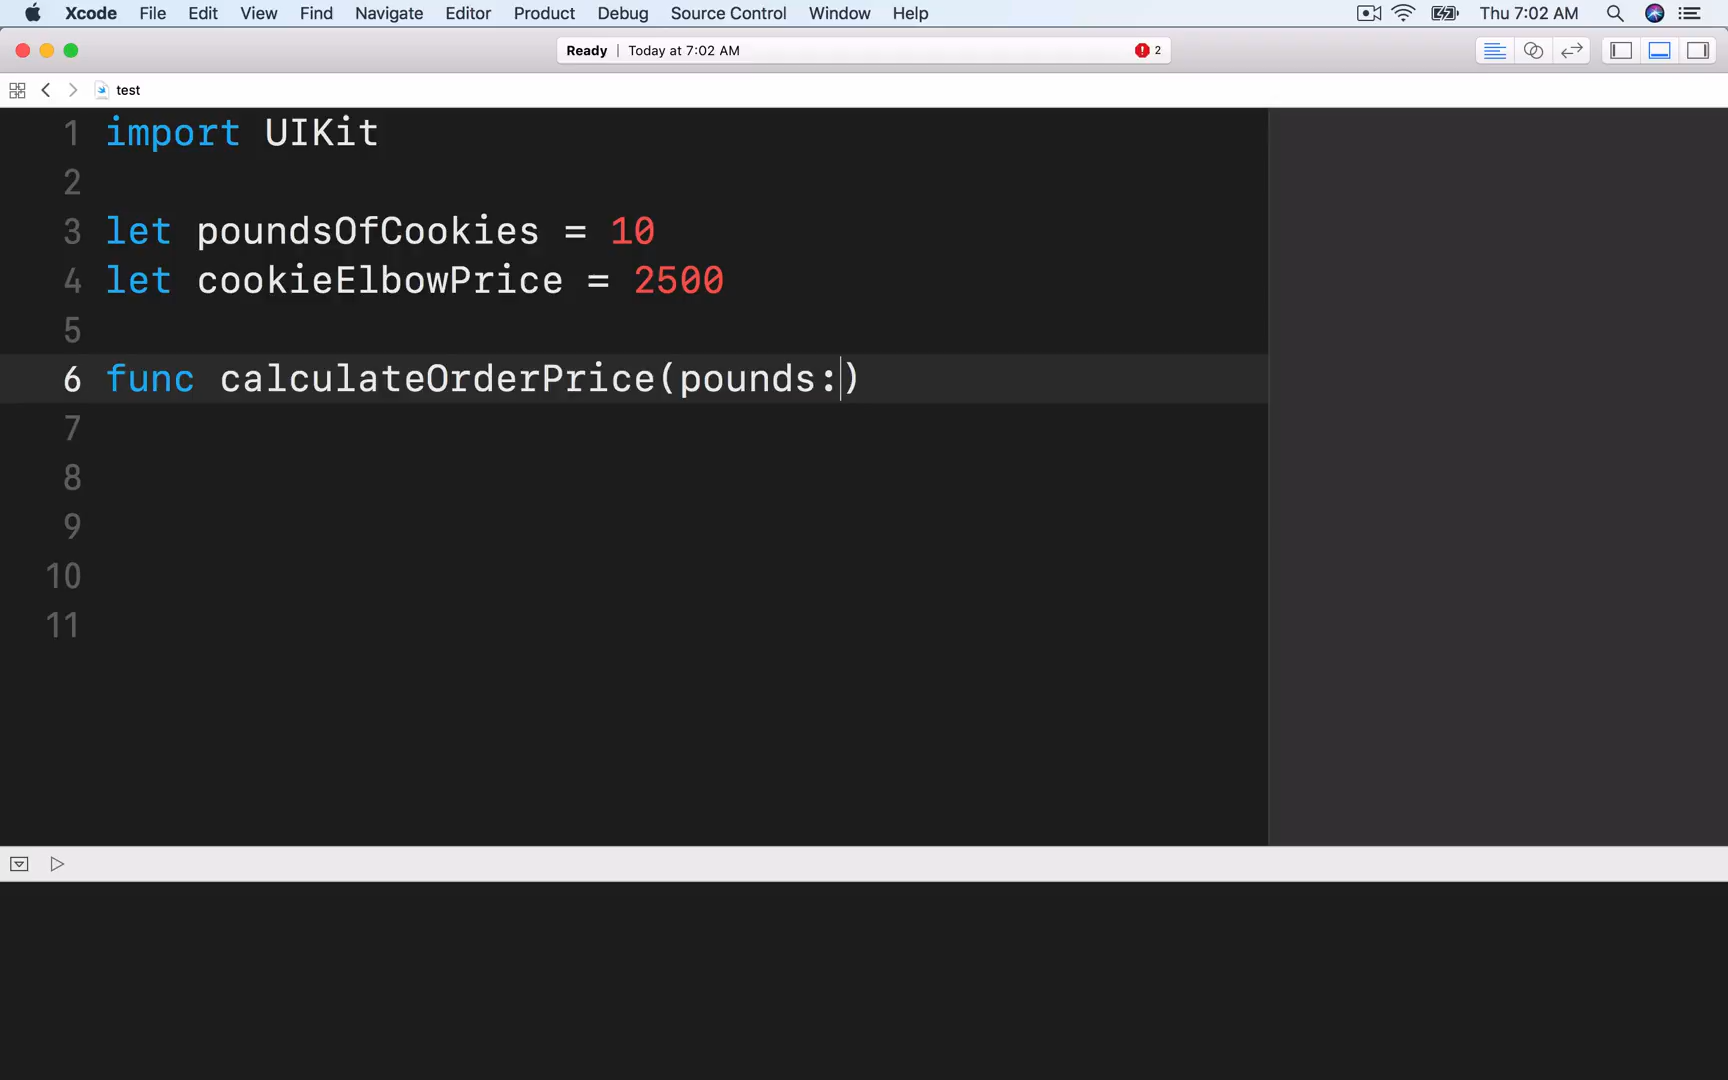 Xcode File Edit View Find Navigate Editor Product Debug Source Control Window Help Thu 7:02 AM
Ready | Today at 7:02 AM 2
test
1 import UIKit
2
3 let poundsOfCookies = 10
4 let cookieElbowPrice = 2500
5
6 func calculateOrderPrice(pounds:)
7
8
9
10
11